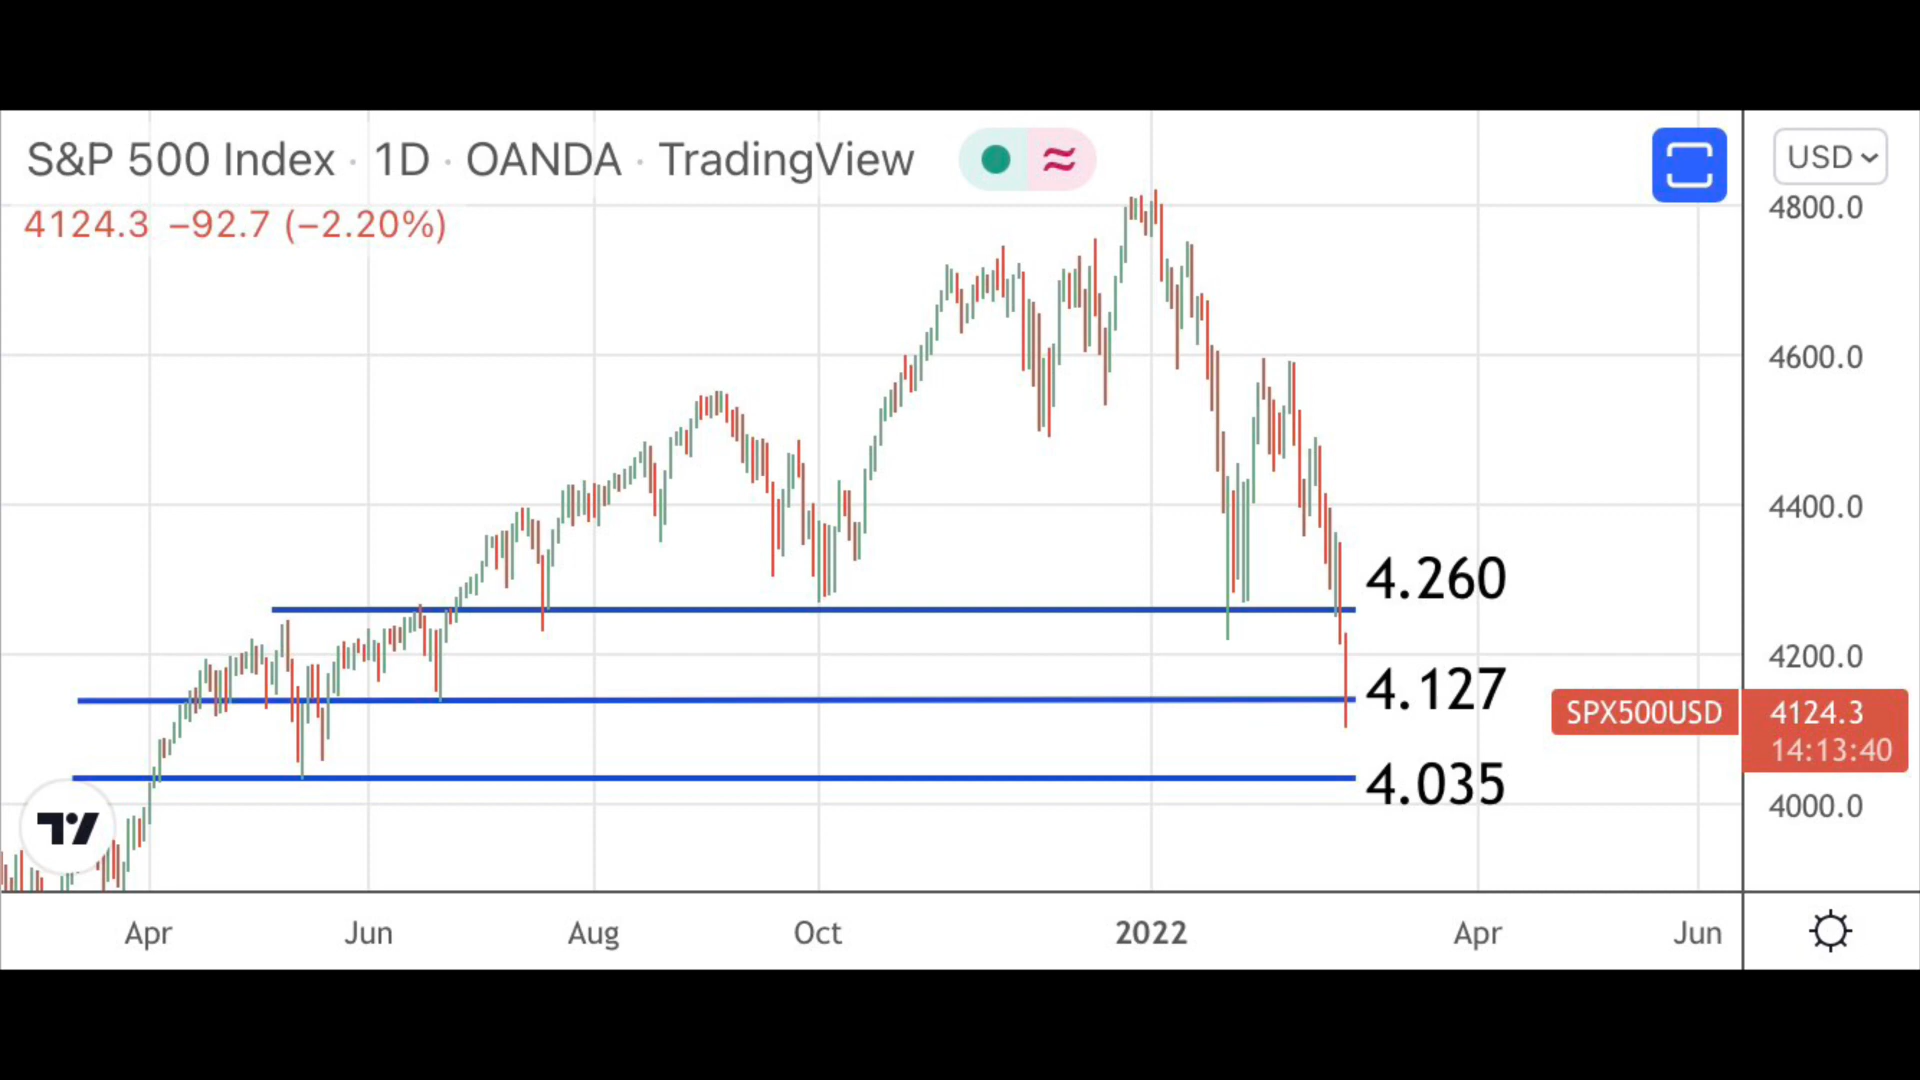 S&P 500 Index · 1D · OANDA · TradingView
USD
4124.3 −92.7 (−2.20%)
4800.0
4600.0
4400.0
4.260
4200.0
4.127
SPX500USD
4124.3
14:13:40
4.035
4000.0
Apr Jun Aug Oct 2022 Apr Jun